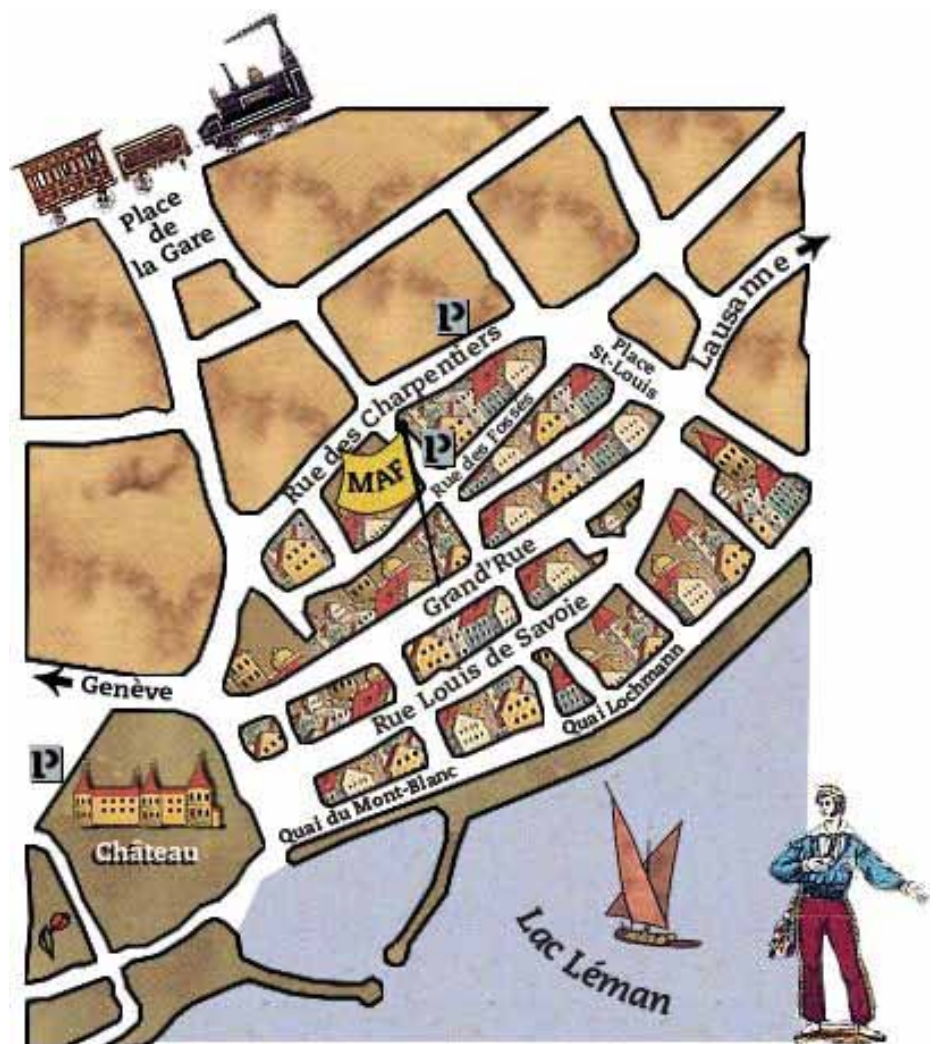 Place
de
la Gare
Lausanne
P
Rue des Charpentiers
Place
St-Louis
P
Rue des Fossés
MAF
Grand'Rue
Rue Louis de Savoie
Genève
Quai Lochmann
P
Quai du Mont-Blanc
Château
Lac Léman